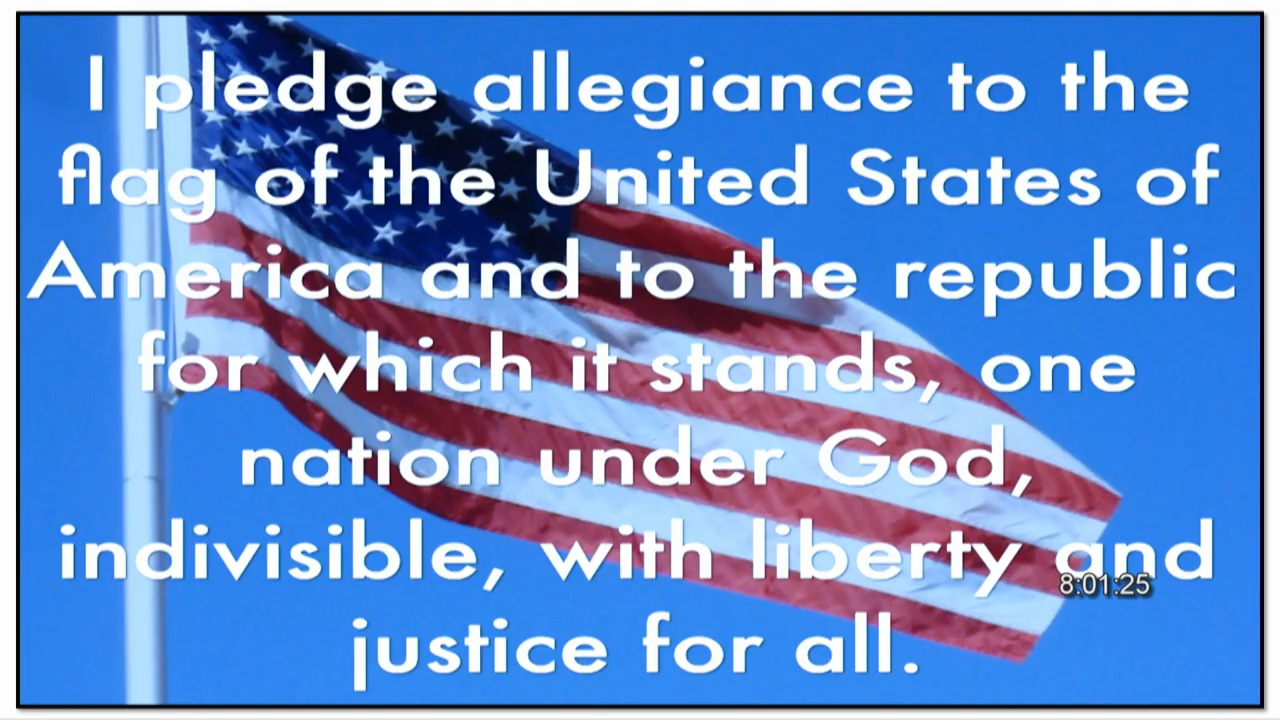 I pledge allegiance to the
flag of the United States of
America and to the republic
for which it stands, one
nation under God,
indivisible, with liberty and
8:01:25
justice for all.